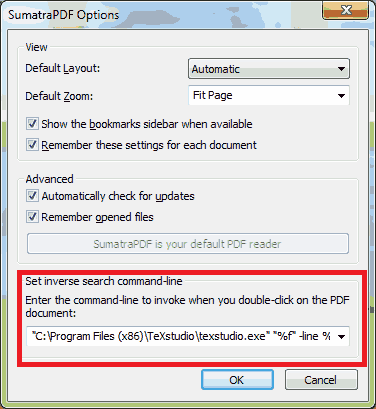 SumatraPDF Options
View
Default Layout: Automatic
Default Zoom: Fit Page
Show the bookmarks sidebar when available
Remember these settings for each document
Advanced
Automatically check for updates
Remember opened files
SumatraPDF is your default PDF reader
Set inverse search command-line
Enter the command-line to invoke when you double-click on the PDF
document:
"C:\Program Files (x86)\TeXstudio\texstudio.exe" "%f" -line %
OK Cancel